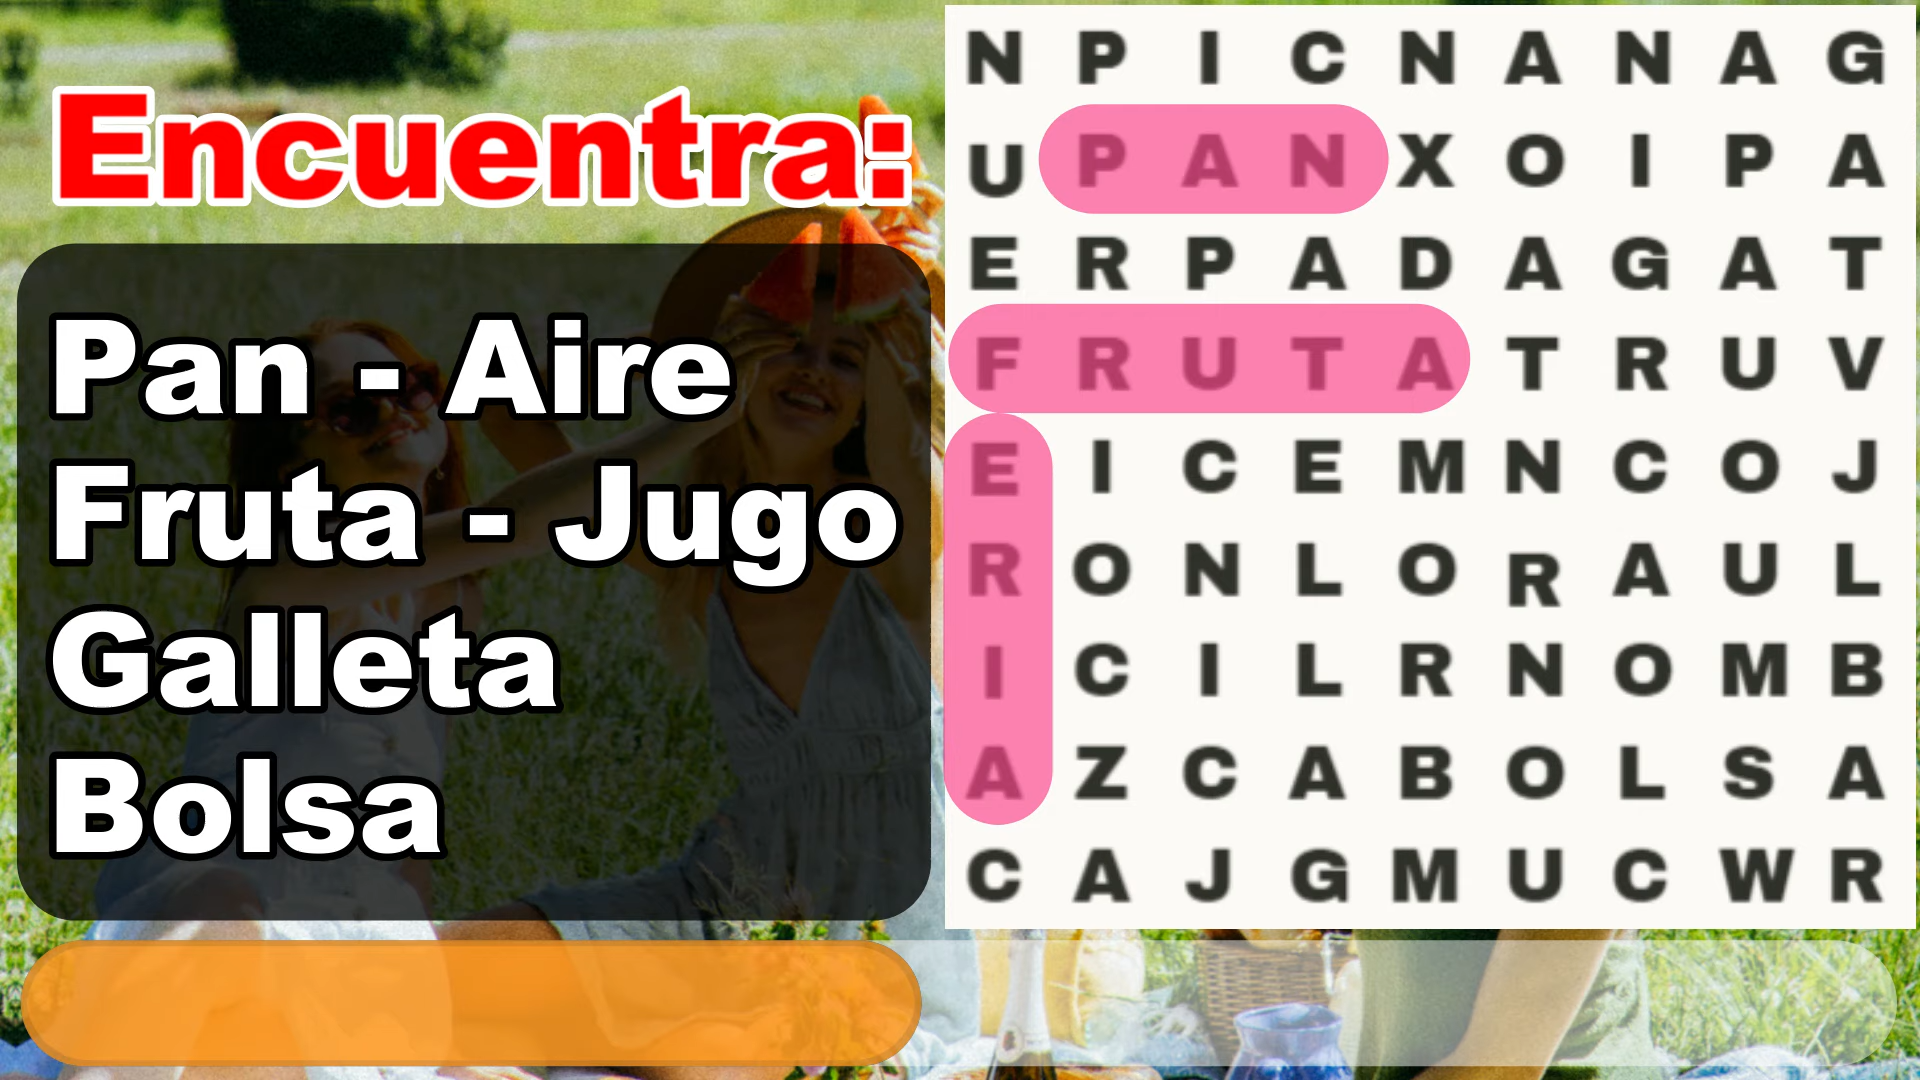 Encuentra:
Pan - Aire
Fruta - Jugo
Galleta
Bolsa
N P I C N A N A G
U P A N X O I P A
E R P A D A G A T
F R U T A T R U V
E I C E M N C O J
R O N L O R A U L
I C I L R N O M B
A Z C A B O L S A
C A J G M U C W R